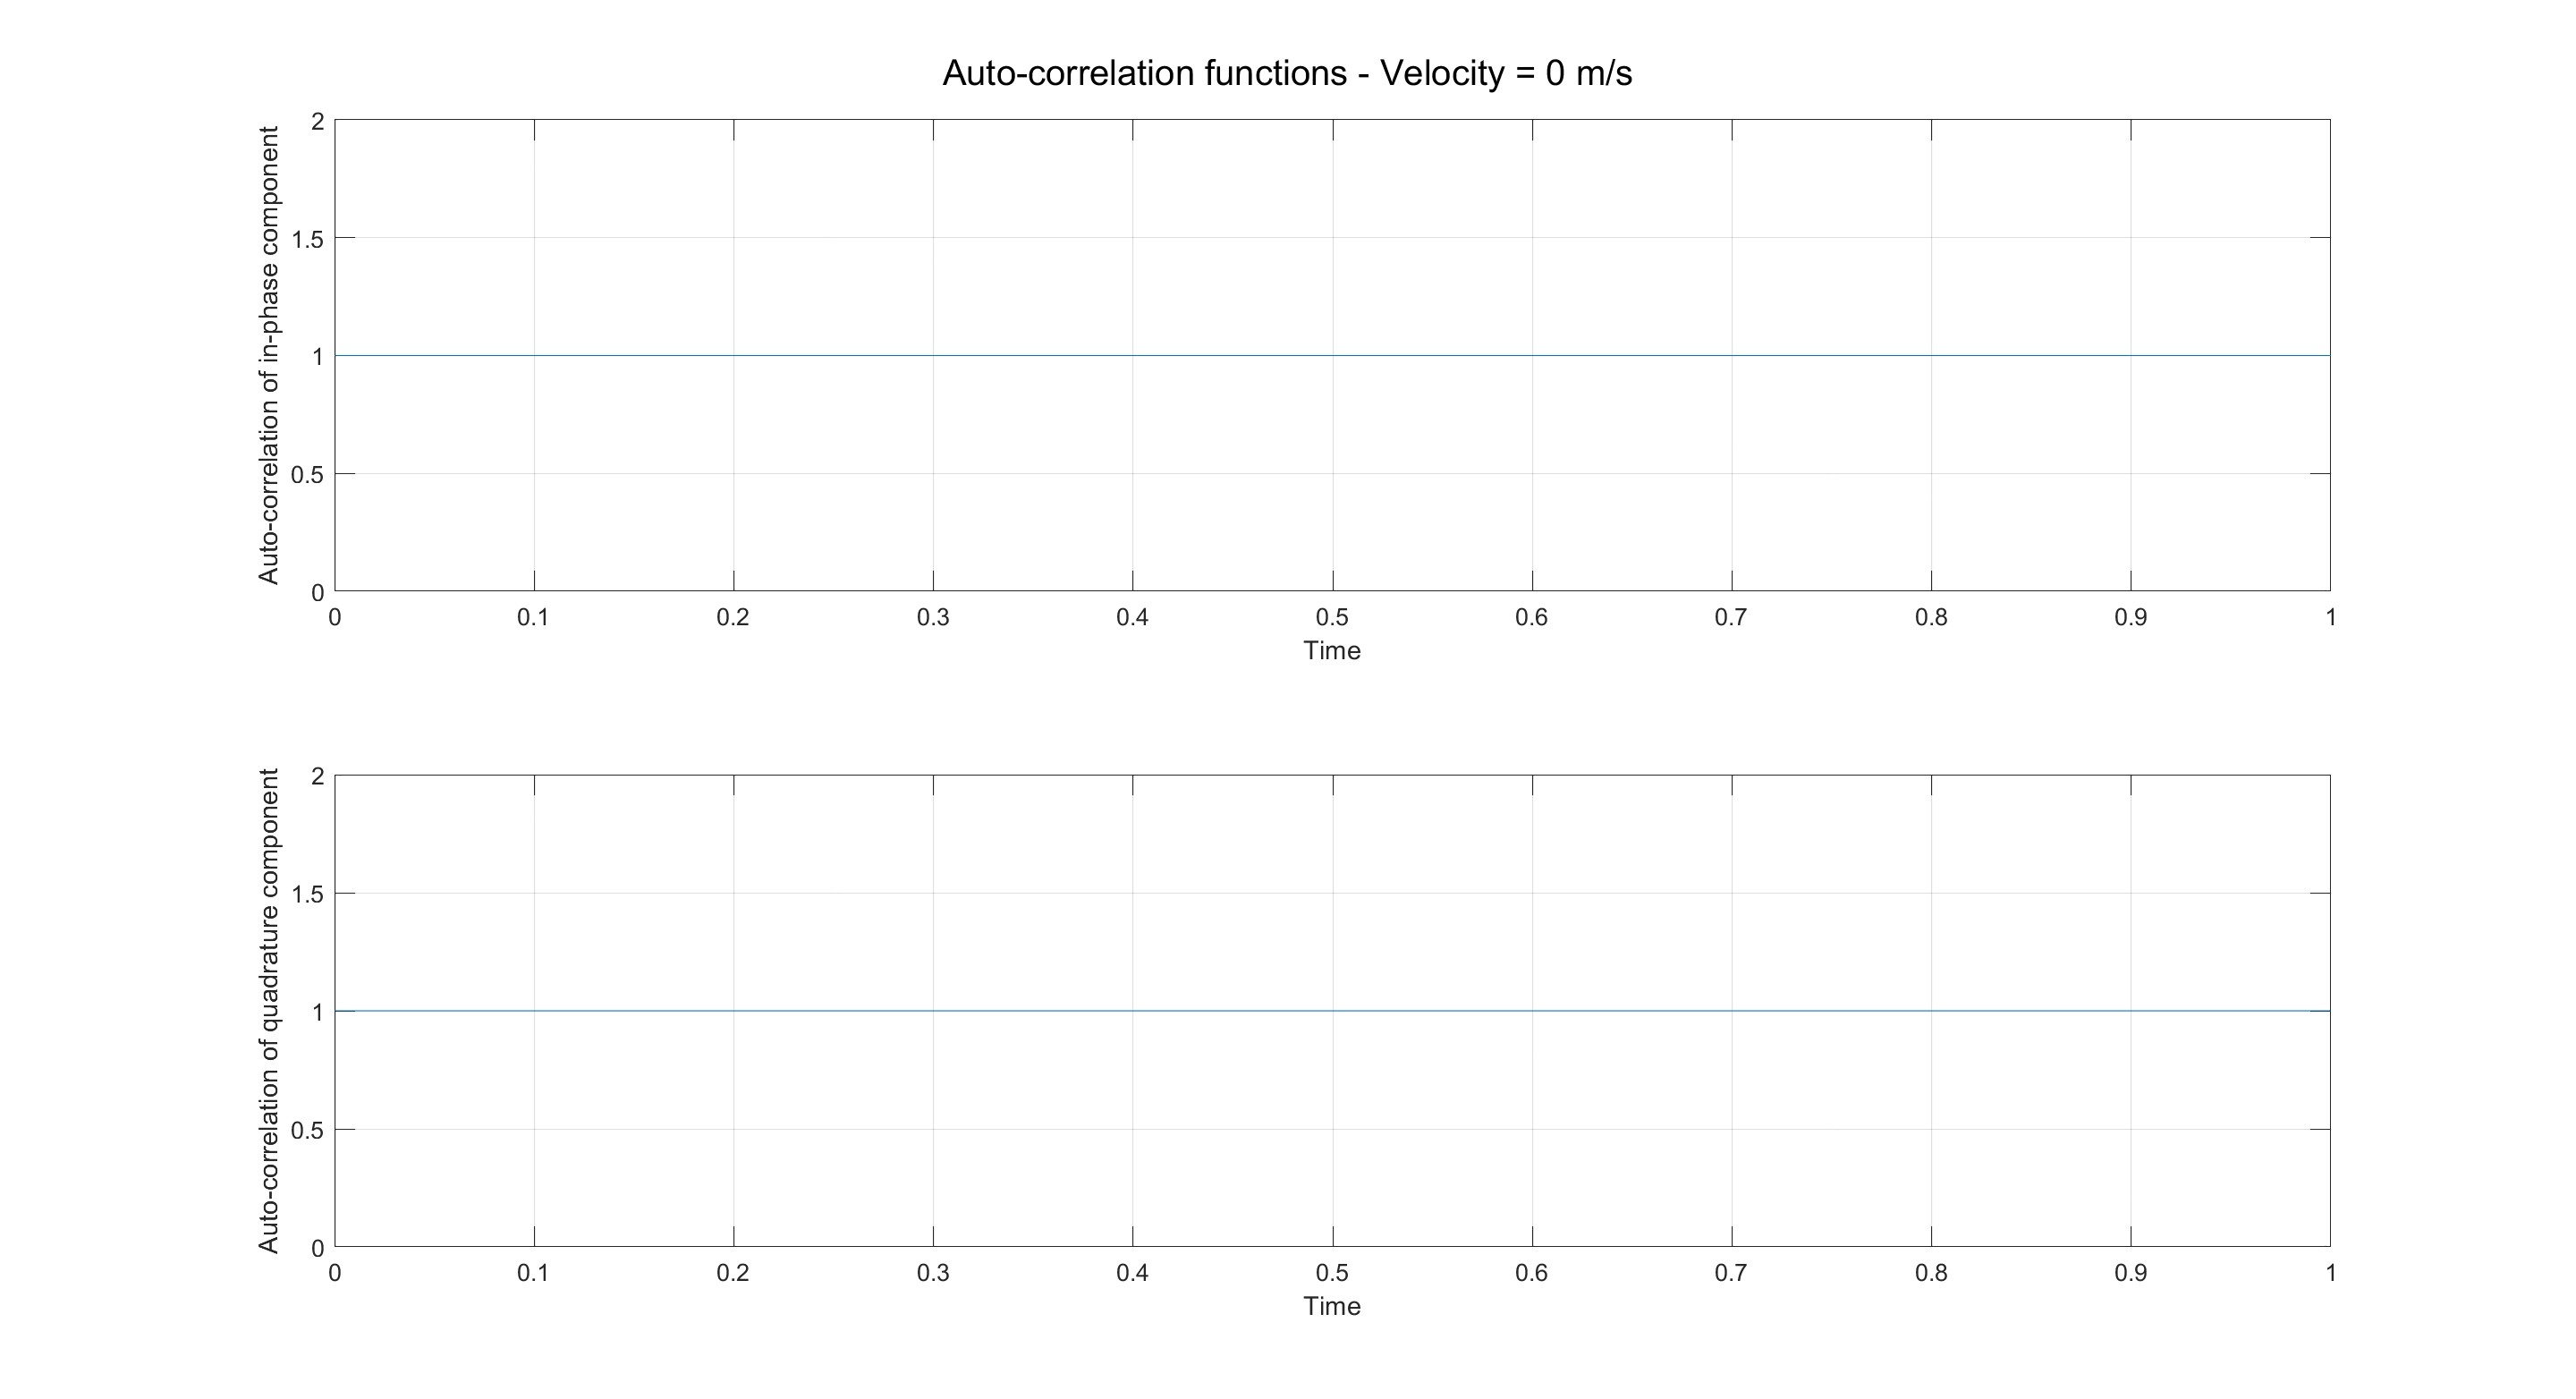 Auto-correlation functions - Velocity = 0 m/s
Auto-correlation of in-phase component
2
1.5
1
0.5
0
0 0.1 0.2 0.3 0.4 0.5 0.6 0.7 0.8 0.9 1
Time
Auto-correlation of quadrature component
2
1.5
1
0.5
0
0 0.1 0.2 0.3 0.4 0.5 0.6 0.7 0.8 0.9 1
Time